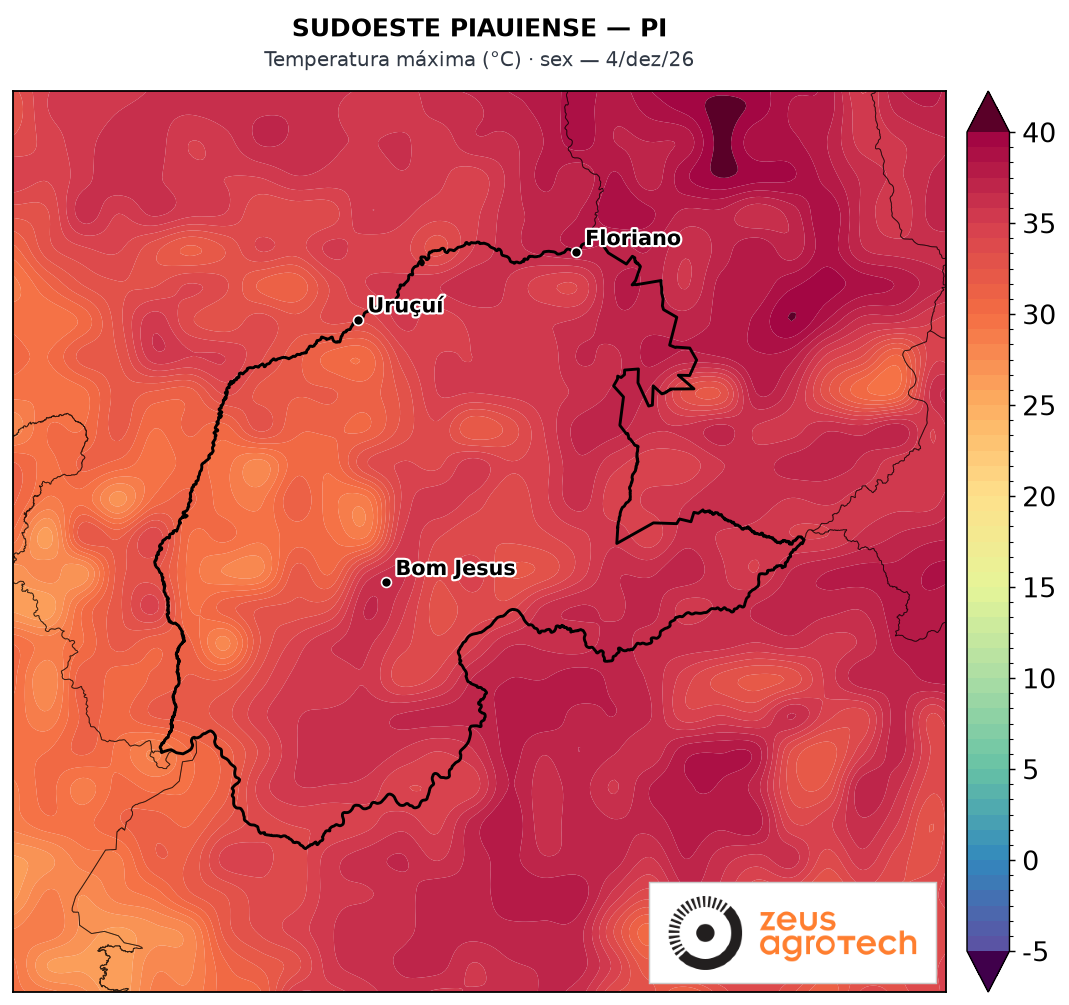 SUDOESTE PIAUIENSE — PI
Temperatura máxima (°C) · sex — 4/dez/26
Floriano
Uruçuí
Bom Jesus
40
35
30
25
20
15
10
5
0
-5
zeus
agrotech